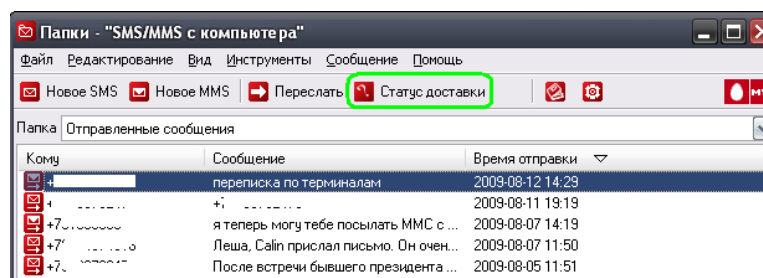 Папки - "SMS/MMS с компьютера"
Файл Редактирование Вид Инструменты Сообщение Помощь
Новое SMS Новое MMS Переслать Статус доставки
Папка Отправленные сообщения
Кому Сообщение Время отправки
+ переписка по терминалам 2009-08-12 14:29
2009-08-11 19:19
+7 я теперь могу тебе посылать ММС с ... 2009-08-07 14:19
+7 Леша, Calin прислал письмо. Он очен... 2009-08-07 11:50
+7 После встречи бывшего президента ... 2009-08-05 11:51